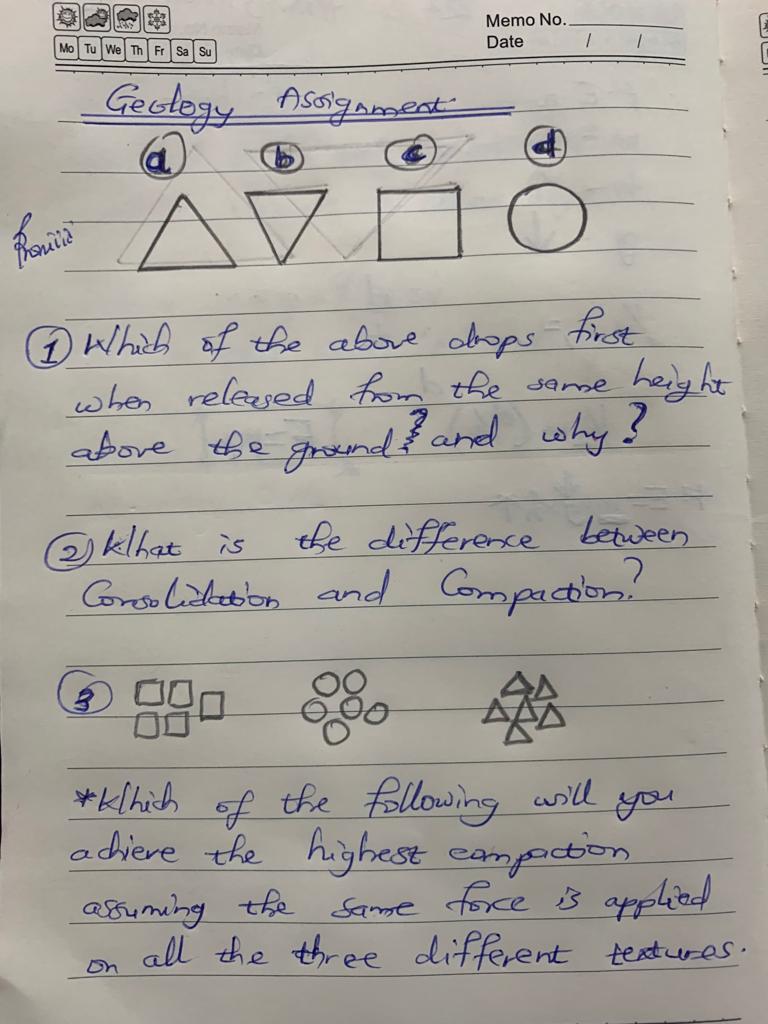 Memo No.
Mo Tu We Th Fr Sa Su
Date / /
Geology Assignment
a b c d
1 Which of the above drops first
when released from the same height
above the ground? and why?
2 What is the difference between
Consolidation and Compaction?
3
*Which of the following will you
achieve the highest compaction
assuming the same force is applied
on all the three different textures.